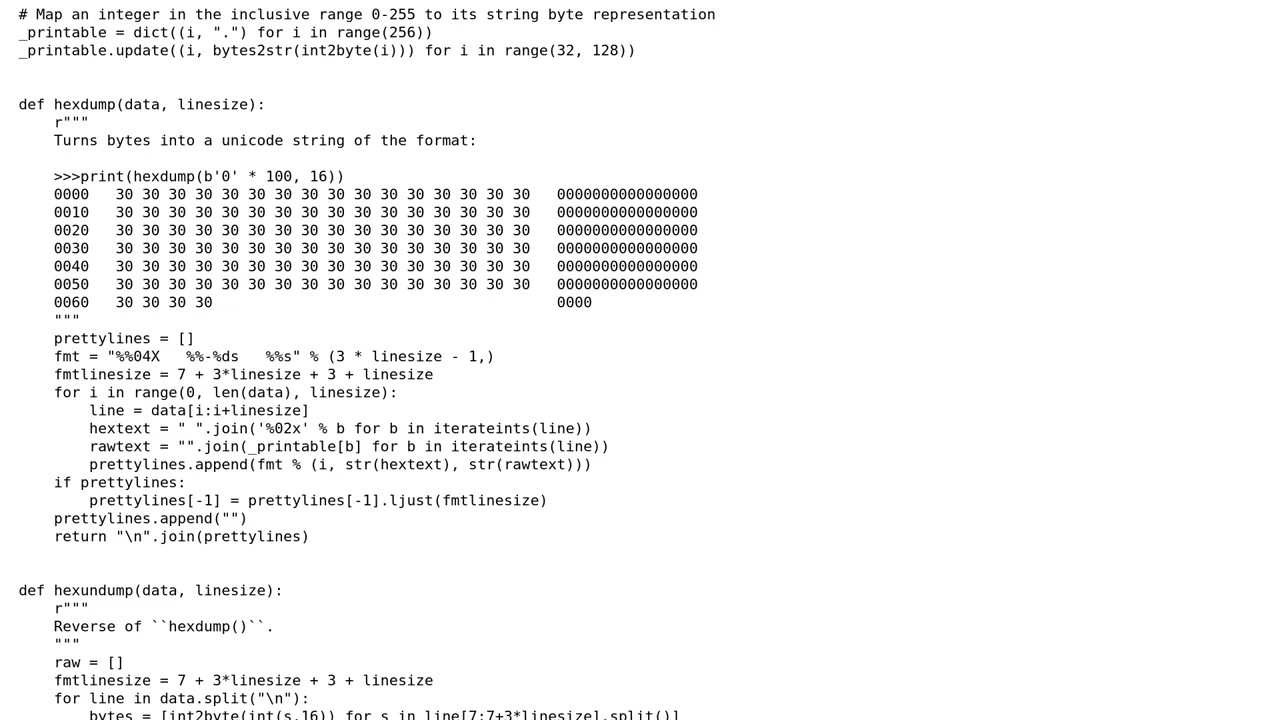 # Map an integer in the inclusive range 0-255 to its string byte representation
_printable = dict((i, ".") for i in range(256))
_printable.update((i, bytes2str(int2byte(i))) for i in range(32, 128))


def hexdump(data, linesize):
    r"""
    Turns bytes into a unicode string of the format:

    >>>print(hexdump(b'0' * 100, 16))
    0000   30 30 30 30 30 30 30 30 30 30 30 30 30 30 30 30   0000000000000000
    0010   30 30 30 30 30 30 30 30 30 30 30 30 30 30 30 30   0000000000000000
    0020   30 30 30 30 30 30 30 30 30 30 30 30 30 30 30 30   0000000000000000
    0030   30 30 30 30 30 30 30 30 30 30 30 30 30 30 30 30   0000000000000000
    0040   30 30 30 30 30 30 30 30 30 30 30 30 30 30 30 30   0000000000000000
    0050   30 30 30 30 30 30 30 30 30 30 30 30 30 30 30 30   0000000000000000
    0060   30 30 30 30                                       0000
    """
    prettylines = []
    fmt = "%%04X   %%-%ds   %%s" % (3 * linesize - 1,)
    fmtlinesize = 7 + 3*linesize + 3 + linesize
    for i in range(0, len(data), linesize):
        line = data[i:i+linesize]
        hextext = " ".join('%02x' % b for b in iterateints(line))
        rawtext = "".join(_printable[b] for b in iterateints(line))
        prettylines.append(fmt % (i, str(hextext), str(rawtext)))
    if prettylines:
        prettylines[-1] = prettylines[-1].ljust(fmtlinesize)
    prettylines.append("")
    return "\n".join(prettylines)


def hexundump(data, linesize):
    r"""
    Reverse of ``hexdump()``.
    """
    raw = []
    fmtlinesize = 7 + 3*linesize + 3 + linesize
    for line in data.split("\n"):
        bytes = [int2byte(int(s,16)) for s in line[7:7+3*linesize].split()]